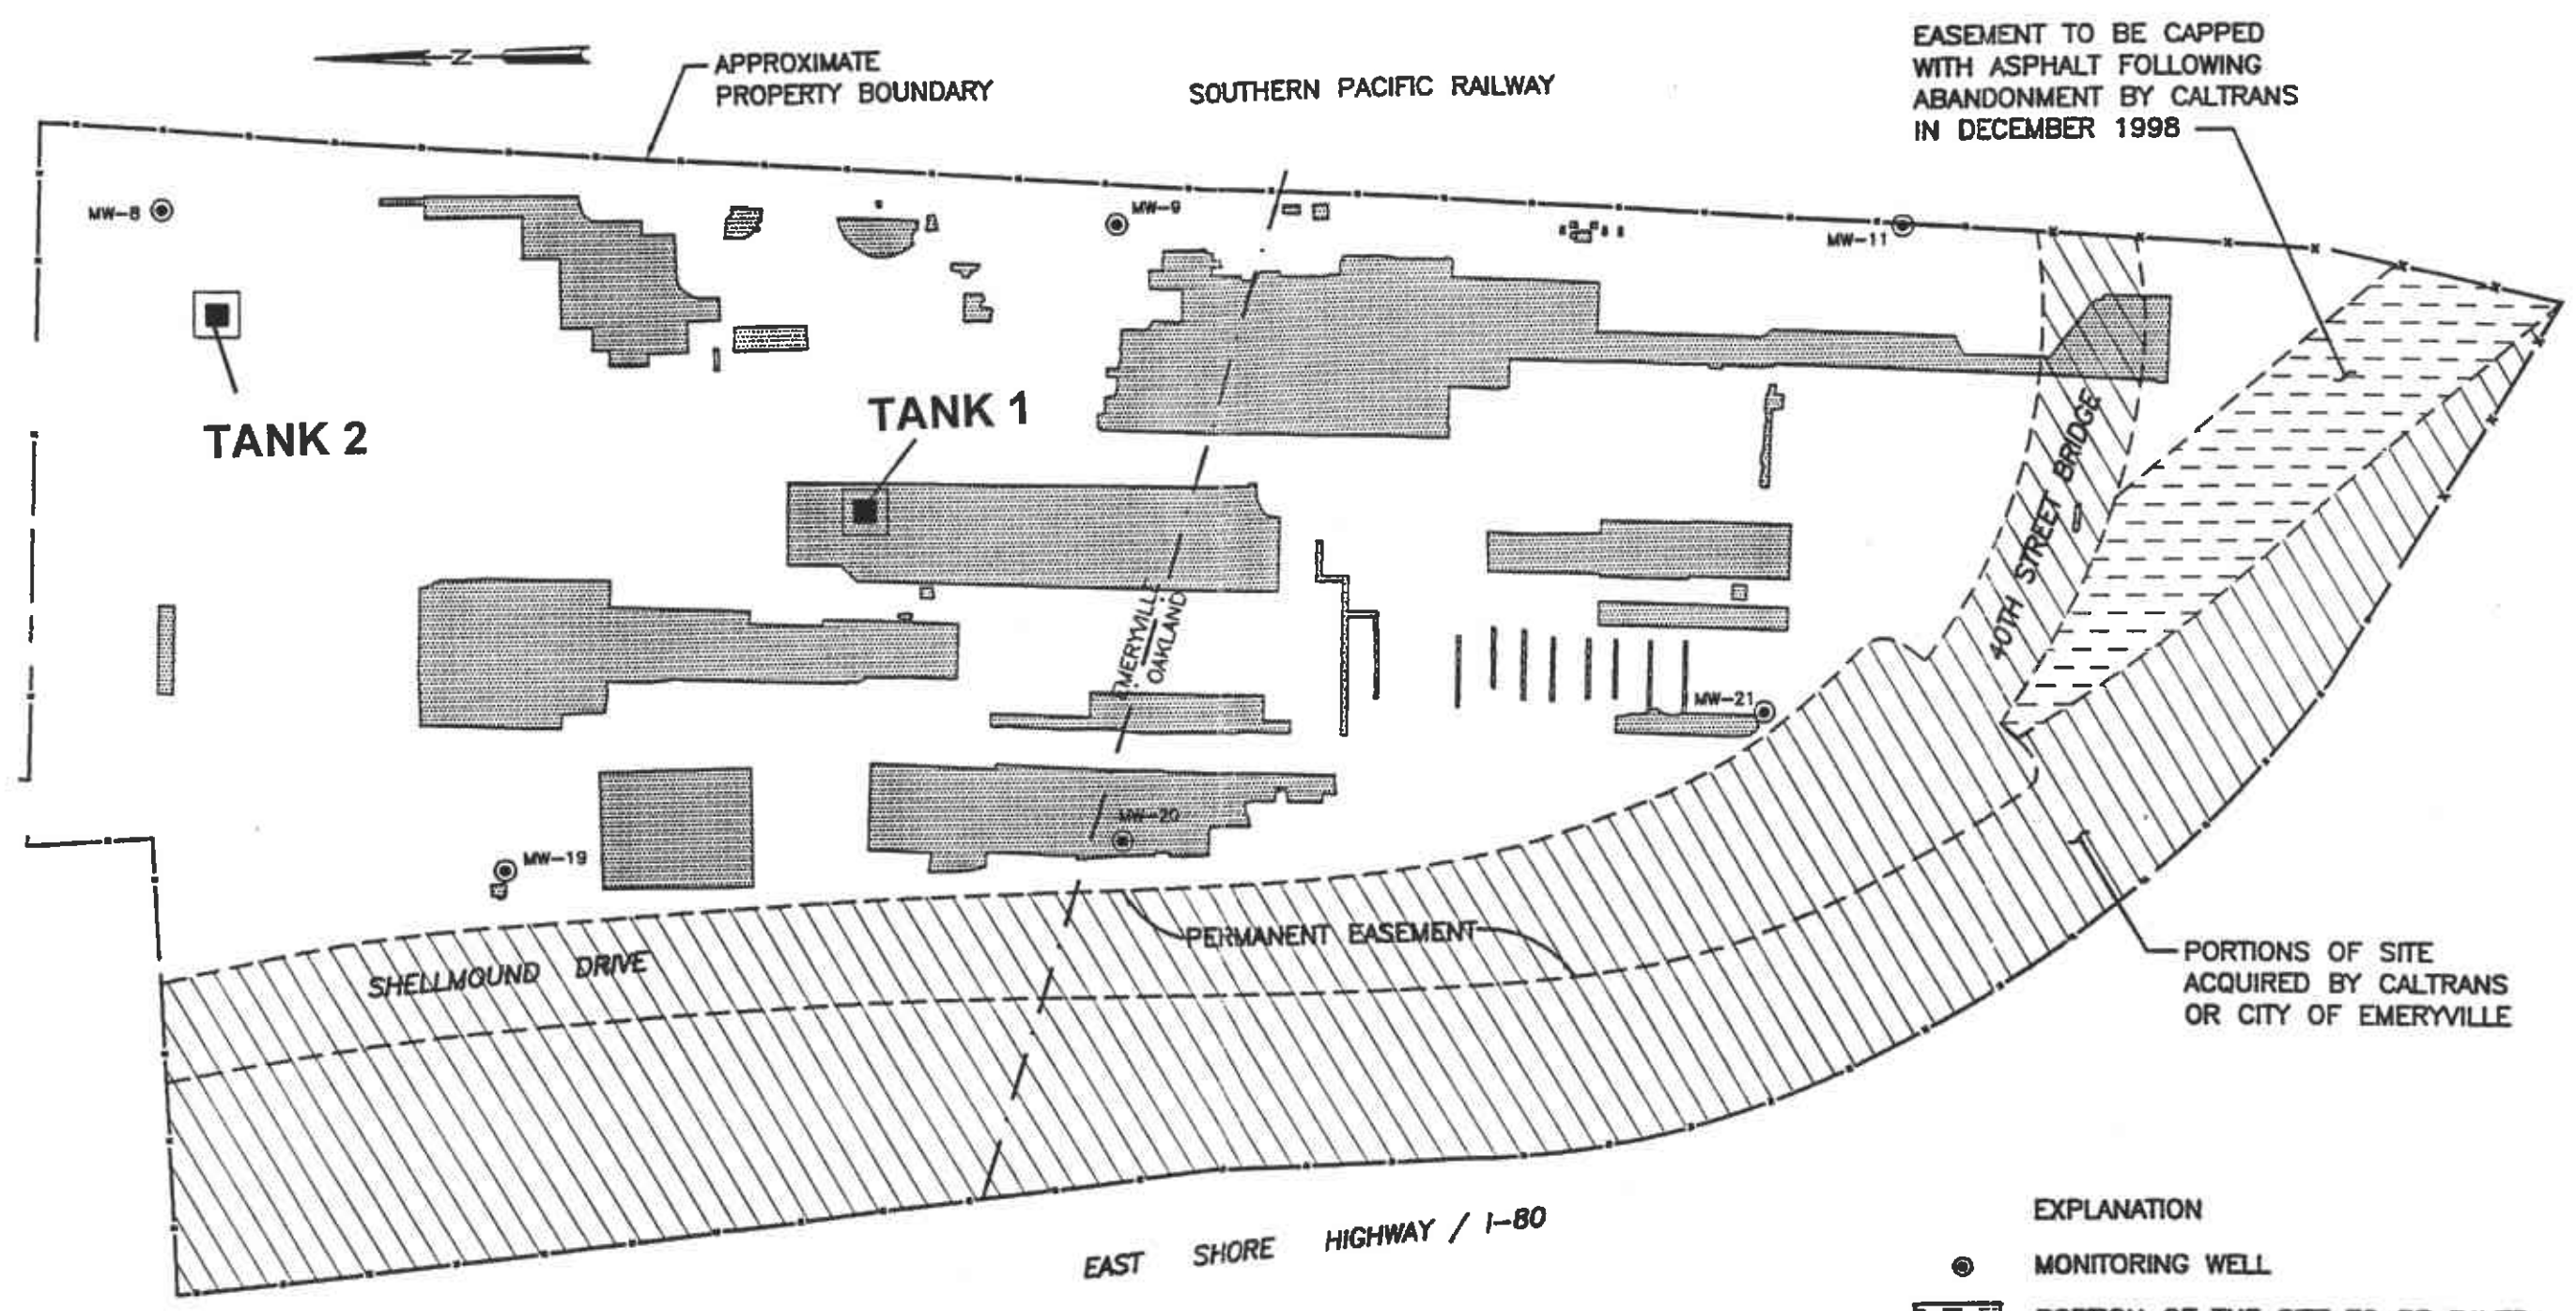 EASEMENT TO BE CAPPED
WITH ASPHALT FOLLOWING
ABANDONMENT BY CALTRANS
IN DECEMBER 1998
N
APPROXIMATE
PROPERTY BOUNDARY
SOUTHERN PACIFIC RAILWAY
MW-8
MW-9
MW-11
TANK 2
TANK 1
40TH STREET BRIDGE
EMERYVILLE
OAKLAND
MW-21
MW-20
MW-19
PERMANENT EASEMENT
SHELLMOUND DRIVE
PORTIONS OF SITE
ACQUIRED BY CALTRANS
OR CITY OF EMERYVILLE
EAST SHORE HIGHWAY / I-80
EXPLANATION
MONITORING WELL